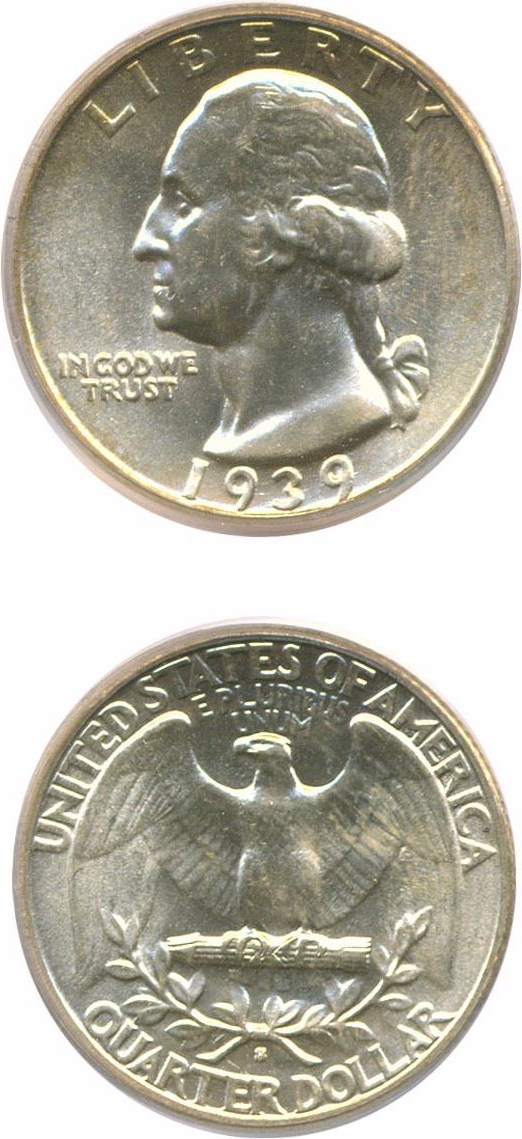 LIBERTY
IN GOD WE
TRUST
1939
UNITED STATES OF AMERICA
E PLURIBUS
UNUM
S
QUARTER DOLLAR